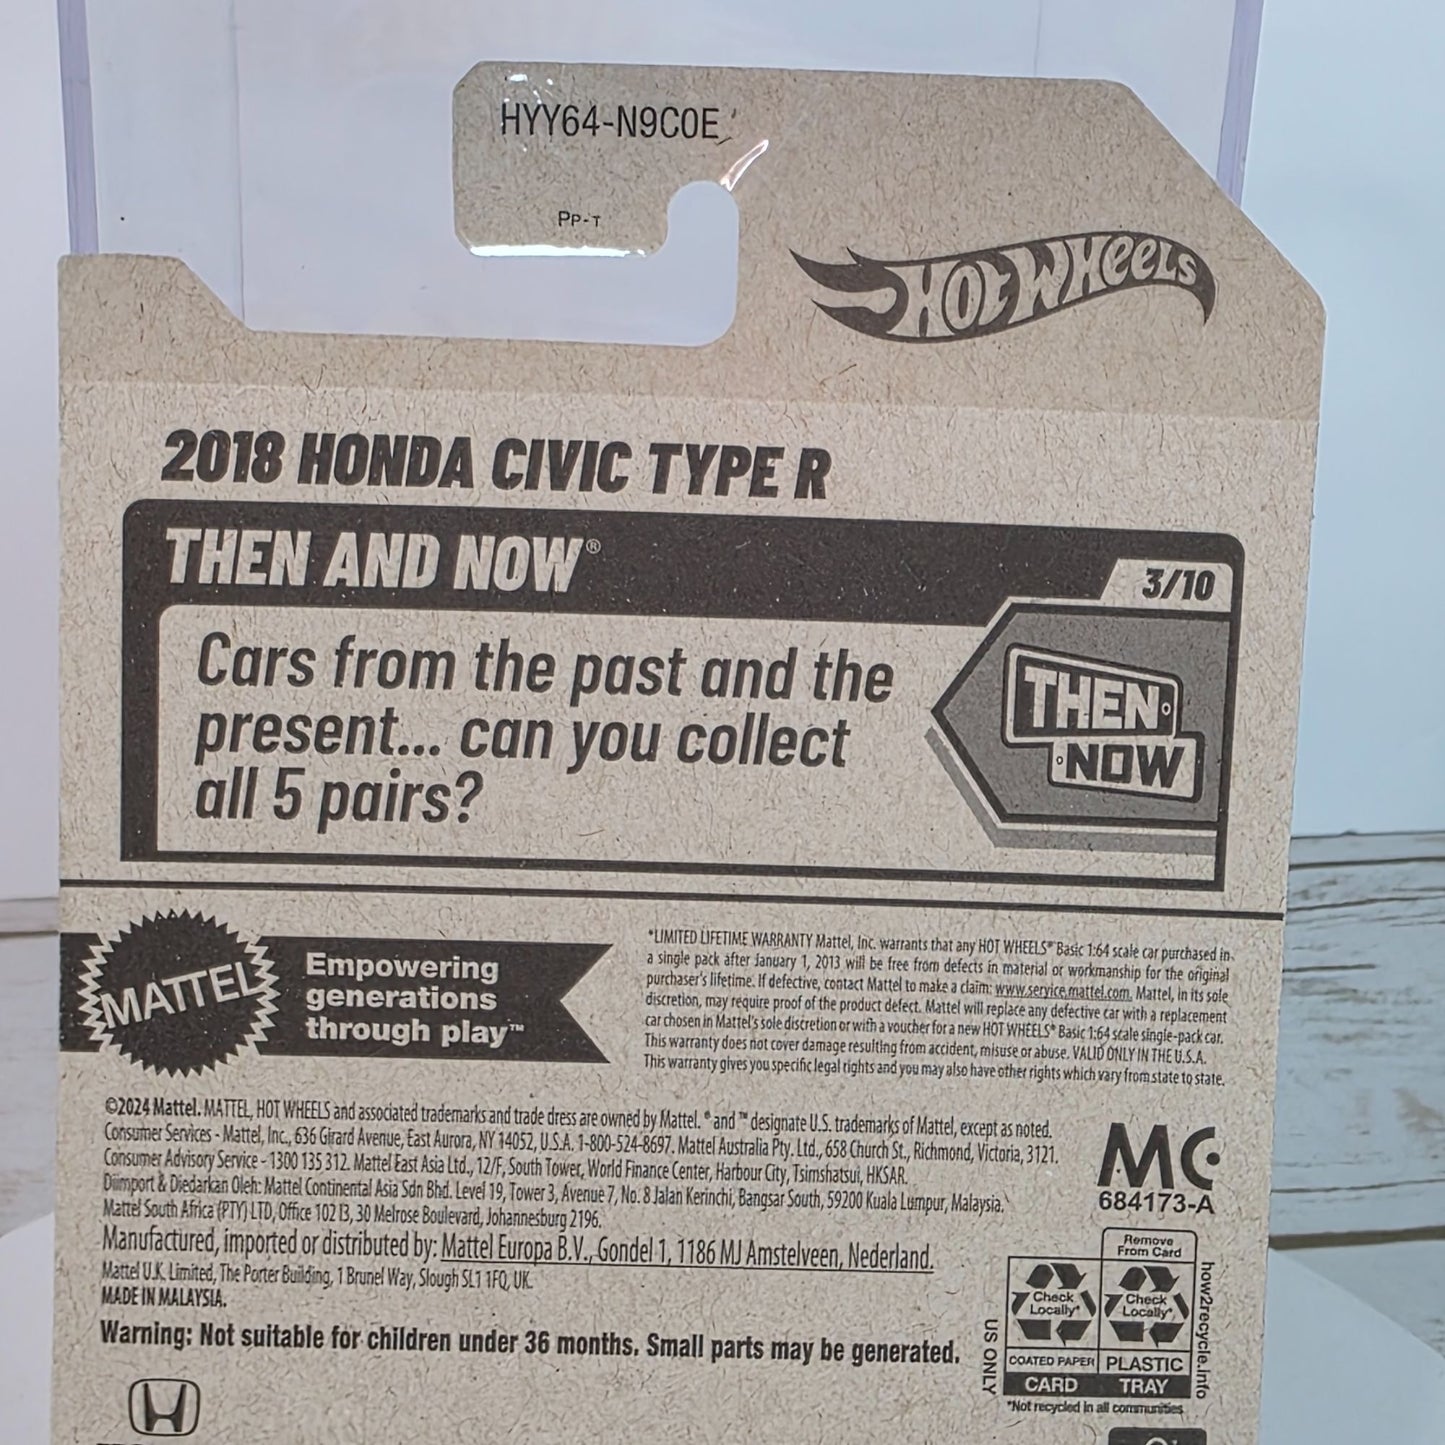 HYY64-N9C0E
PP-T
HOT WHEELS
2018 HONDA CIVIC TYPE R
THEN AND NOW®
3/10
Cars from the past and the
present... can you collect
all 5 pairs?
THEN
NOW
MATTEL
Empowering
generations
through play™
*LIMITED LIFETIME WARRANTY Mattel, Inc. warrants that any HOT WHEELS® Basic 1:64 scale car purchased in
a single pack after January 1, 2013 will be free from defects in material or workmanship for the original
purchaser's lifetime. If defective, contact Mattel to make a claim: www.service.mattel.com. Mattel, in its sole
discretion, may require proof of the product defect. Mattel will replace any defective car with a replacement
car chosen in Mattel's sole discretion or with a voucher for a new HOT WHEELS® Basic 1:64 scale single-pack car.
This warranty does not cover damage resulting from accident, misuse or abuse. VALID ONLY IN THE U.S.A.
This warranty gives you specific legal rights and you may also have other rights which vary from state to state.
©2024 Mattel. MATTEL, HOT WHEELS and associated trademarks and trade dress are owned by Mattel. ® and ™ designate U.S. trademarks of Mattel, except as noted.
Consumer Services - Mattel, Inc., 636 Girard Avenue, East Aurora, NY 14052, U.S.A. 1-800-524-8697. Mattel Australia Pty. Ltd., 658 Church St., Richmond, Victoria, 3121.
Consumer Advisory Service - 1300 135 312. Mattel East Asia Ltd., 12/F, South Tower, World Finance Center, Harbour City, Tsimshatsui, HKSAR.
Diimport & Diedarkan Oleh: Mattel Continental Asia Sdn Bhd. Level 19, Tower 3, Avenue 7, No. 8 Jalan Kerinchi, Bangsar South, 59200 Kuala Lumpur, Malaysia.
Mattel South Africa (PTY) LTD, Office 102 I3, 30 Melrose Boulevard, Johannesburg 2196.
Manufactured, imported or distributed by: Mattel Europa B.V., Gondel 1, 1186 MJ Amstelveen, Nederland.
Mattel U.K. Limited, The Porter Building, 1 Brunel Way, Slough SL1 1FQ, UK.
MADE IN MALAYSIA.
Warning: Not suitable for children under 36 months. Small parts may be generated.
MC
684173-A
Remove
From Card
Check
Locally*
Check
Locally*
COATED PAPER
PLASTIC
CARD
TRAY
US ONLY
how2recycle.info
*Not recycled in all communities